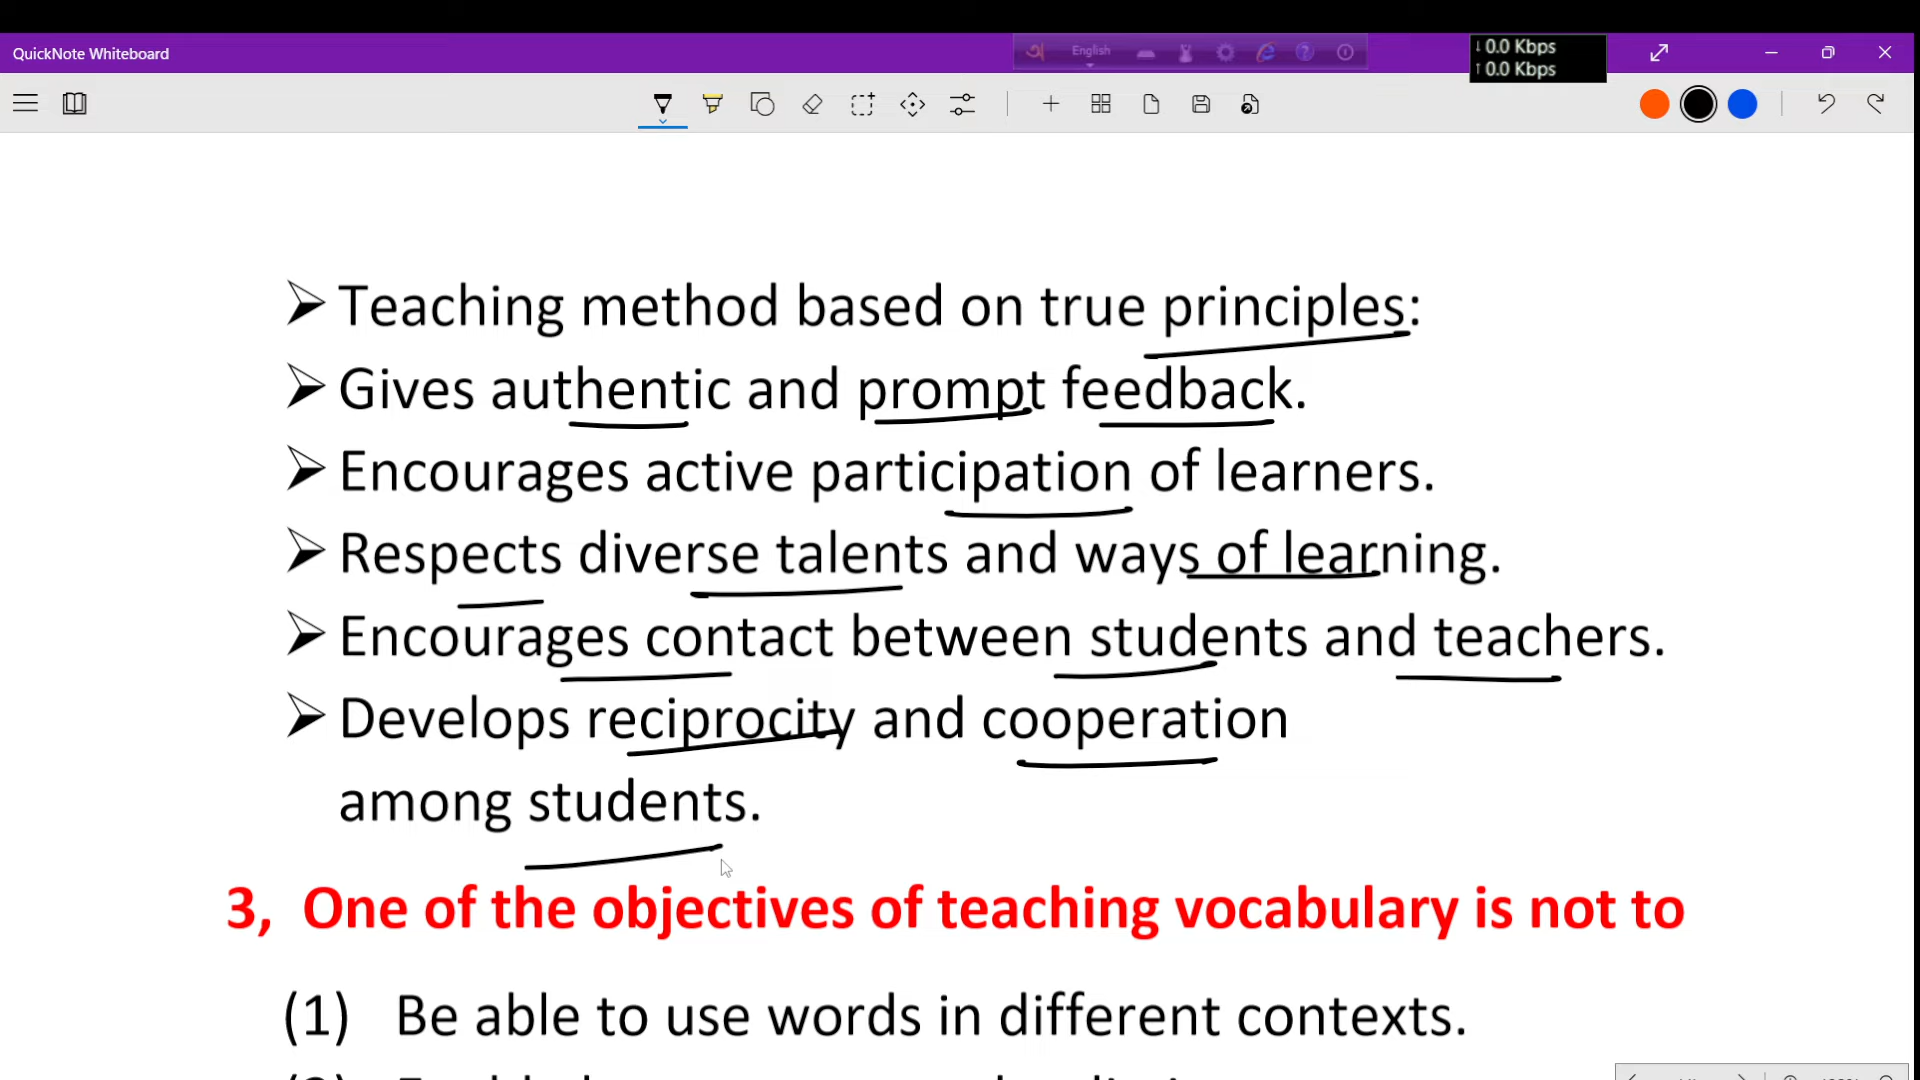 QuickNote Whiteboard
English
↓ 0.0 Kbps
↑ 0.0 Kbps
➢ Teaching method based on true principles:
➢ Gives authentic and prompt feedback.
➢ Encourages active participation of learners.
➢ Respects diverse talents and ways of learning.
➢ Encourages contact between students and teachers.
➢ Develops reciprocity and cooperation
among students.
3, One of the objectives of teaching vocabulary is not to
(1) Be able to use words in different contexts.